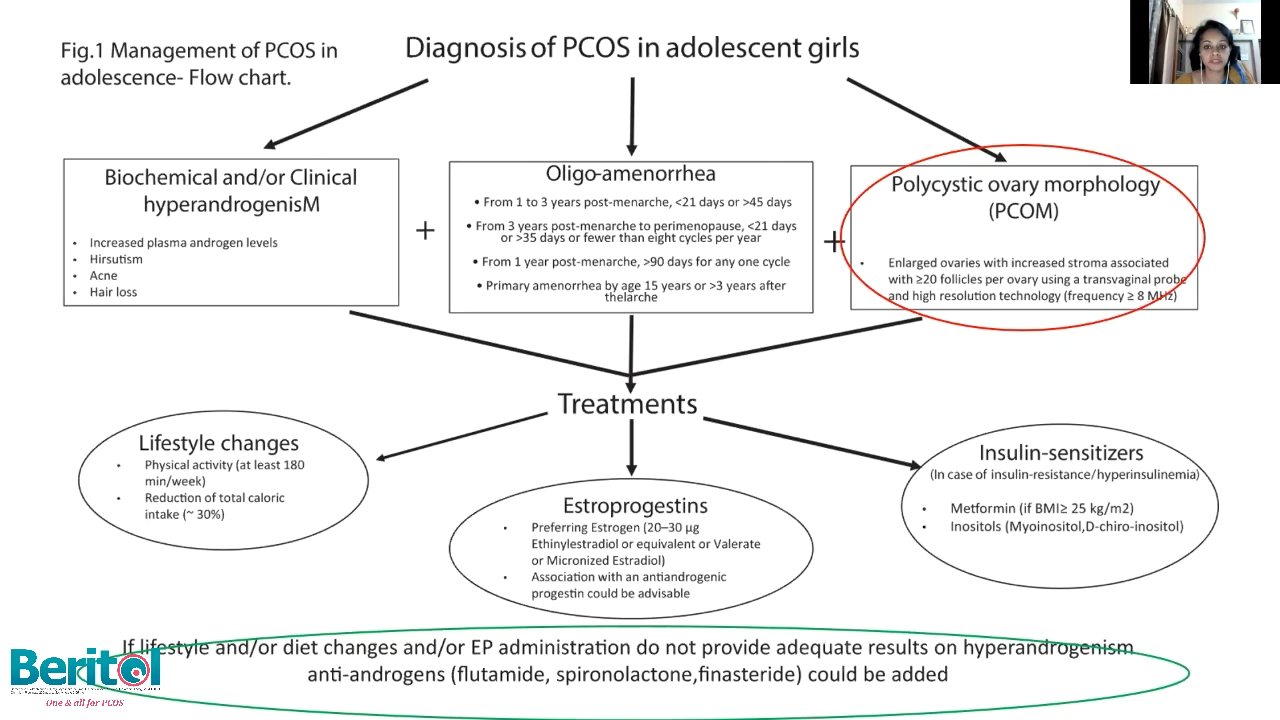 Fig.1 Management of PCOS in
adolescence- Flow chart.
Diagnosis of PCOS in adolescent girls
Biochemical and/or Clinical
hyperandrogenisM
• Increased plasma androgen levels
• Hirsutism
• Acne
• Hair loss
+
Oligo-amenorrhea
• From 1 to 3 years post-menarche, <21 days or >45 days
• From 3 years post-menarche to perimenopause, <21 days
or >35 days or fewer than eight cycles per year
• From 1 year post-menarche, >90 days for any one cycle
• Primary amenorrhea by age 15 years or >3 years after
thelarche
+
Polycystic ovary morphology
(PCOM)
• Enlarged ovaries with increased stroma associated
with ≥20 follicles per ovary using a transvaginal probe
and high resolution technology (frequency ≥ 8 MHz)
Treatments
Lifestyle changes
• Physical activity (at least 180
min/week)
• Reduction of total caloric
intake (~ 30%)
Estroprogestins
• Preferring Estrogen (20–30 µg
Ethinylestradiol or equivalent or Valerate
or Micronized Estradiol)
• Association with an antiandrogenic
progestin could be advisable
Insulin-sensitizers
(In case of insulin-resistance/hyperinsulinemia)
• Metformin (if BMI≥ 25 kg/m2)
• Inositols (Myoinositol,D-chiro-inositol)
If lifestyle and/or diet changes and/or EP administration do not provide adequate results on hyperandrogenism
anti-androgens (flutamide, spironolactone,finasteride) could be added
Beritol
One & all for PCOS